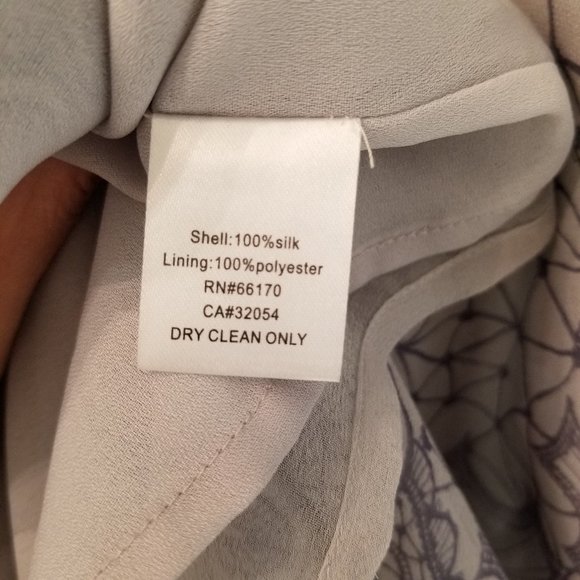 Shell:100%silk
Lining:100%polyester
RN#66170
CA#32054
DRY CLEAN ONLY